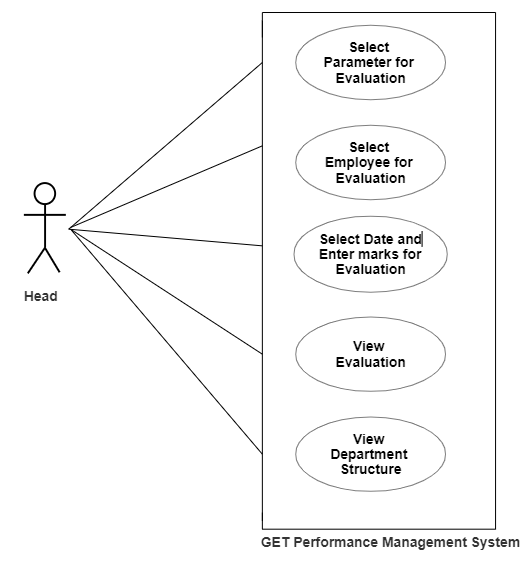 Select
Parameter for
Evaluation
Select
Employee for
Evaluation
Select Date and
Enter marks for
Evaluation
Head
View
Evaluation
View
Department
Structure
GET Performance Management System